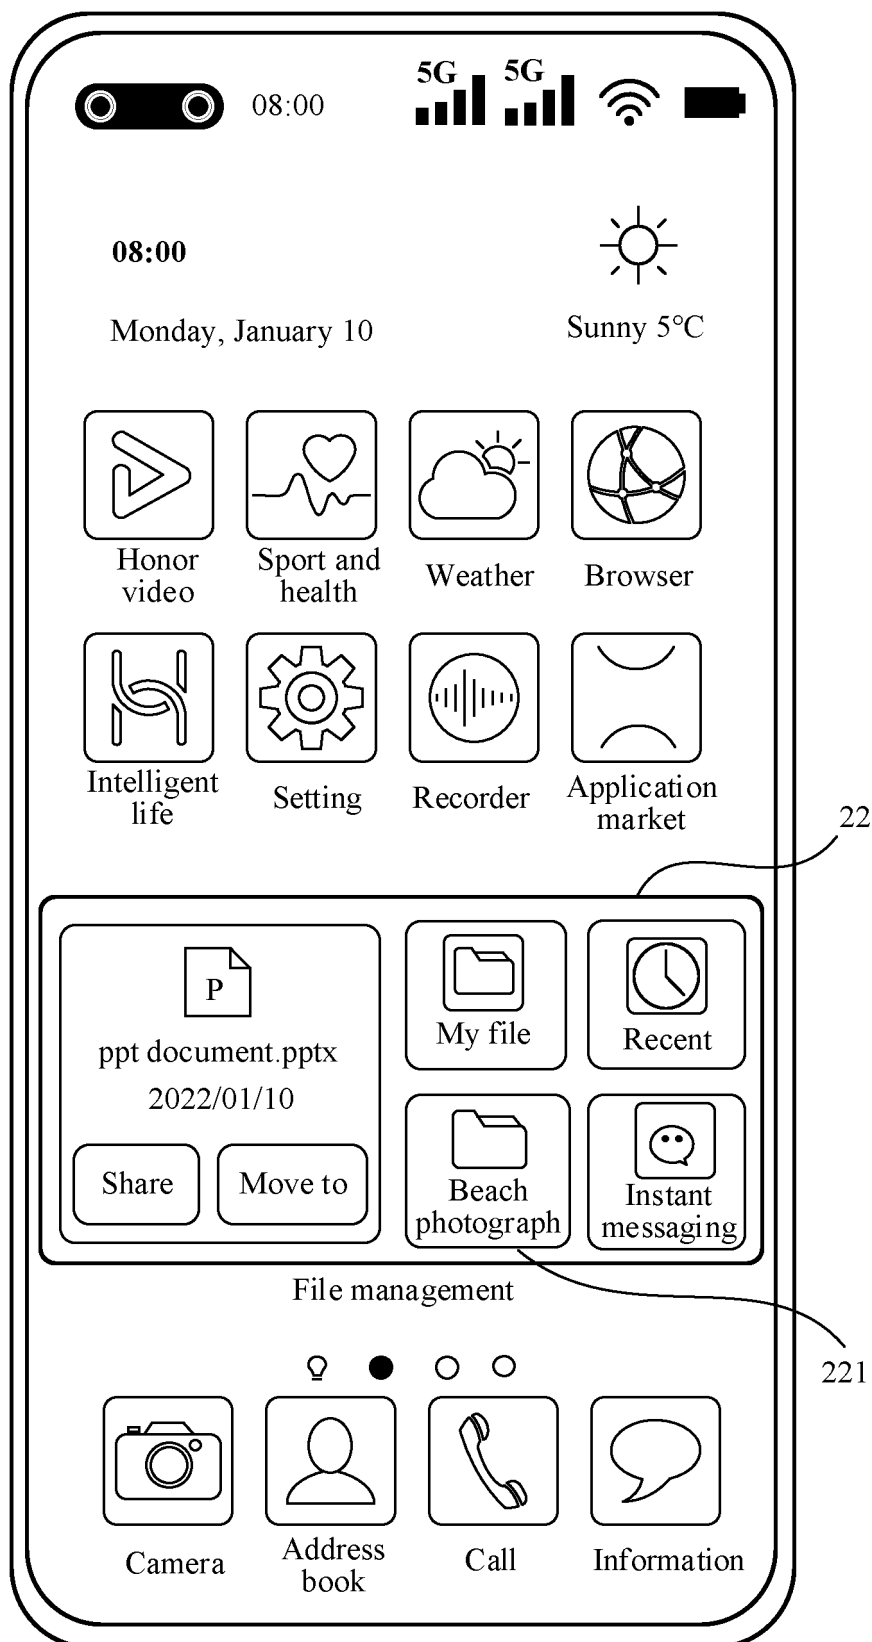 5G 5G
08:00
08:00
Monday, January 10
Sunny 5°C
Honor
video
Sport and
health
Weather
Browser
Intelligent
life
Setting
Recorder
Application
market
22
P
ppt document.pptx
2022/01/10
Share
Move to
My file
Recent
Beach
photograph
Instant
messaging
File management
221
Camera
Address
book
Call
Information